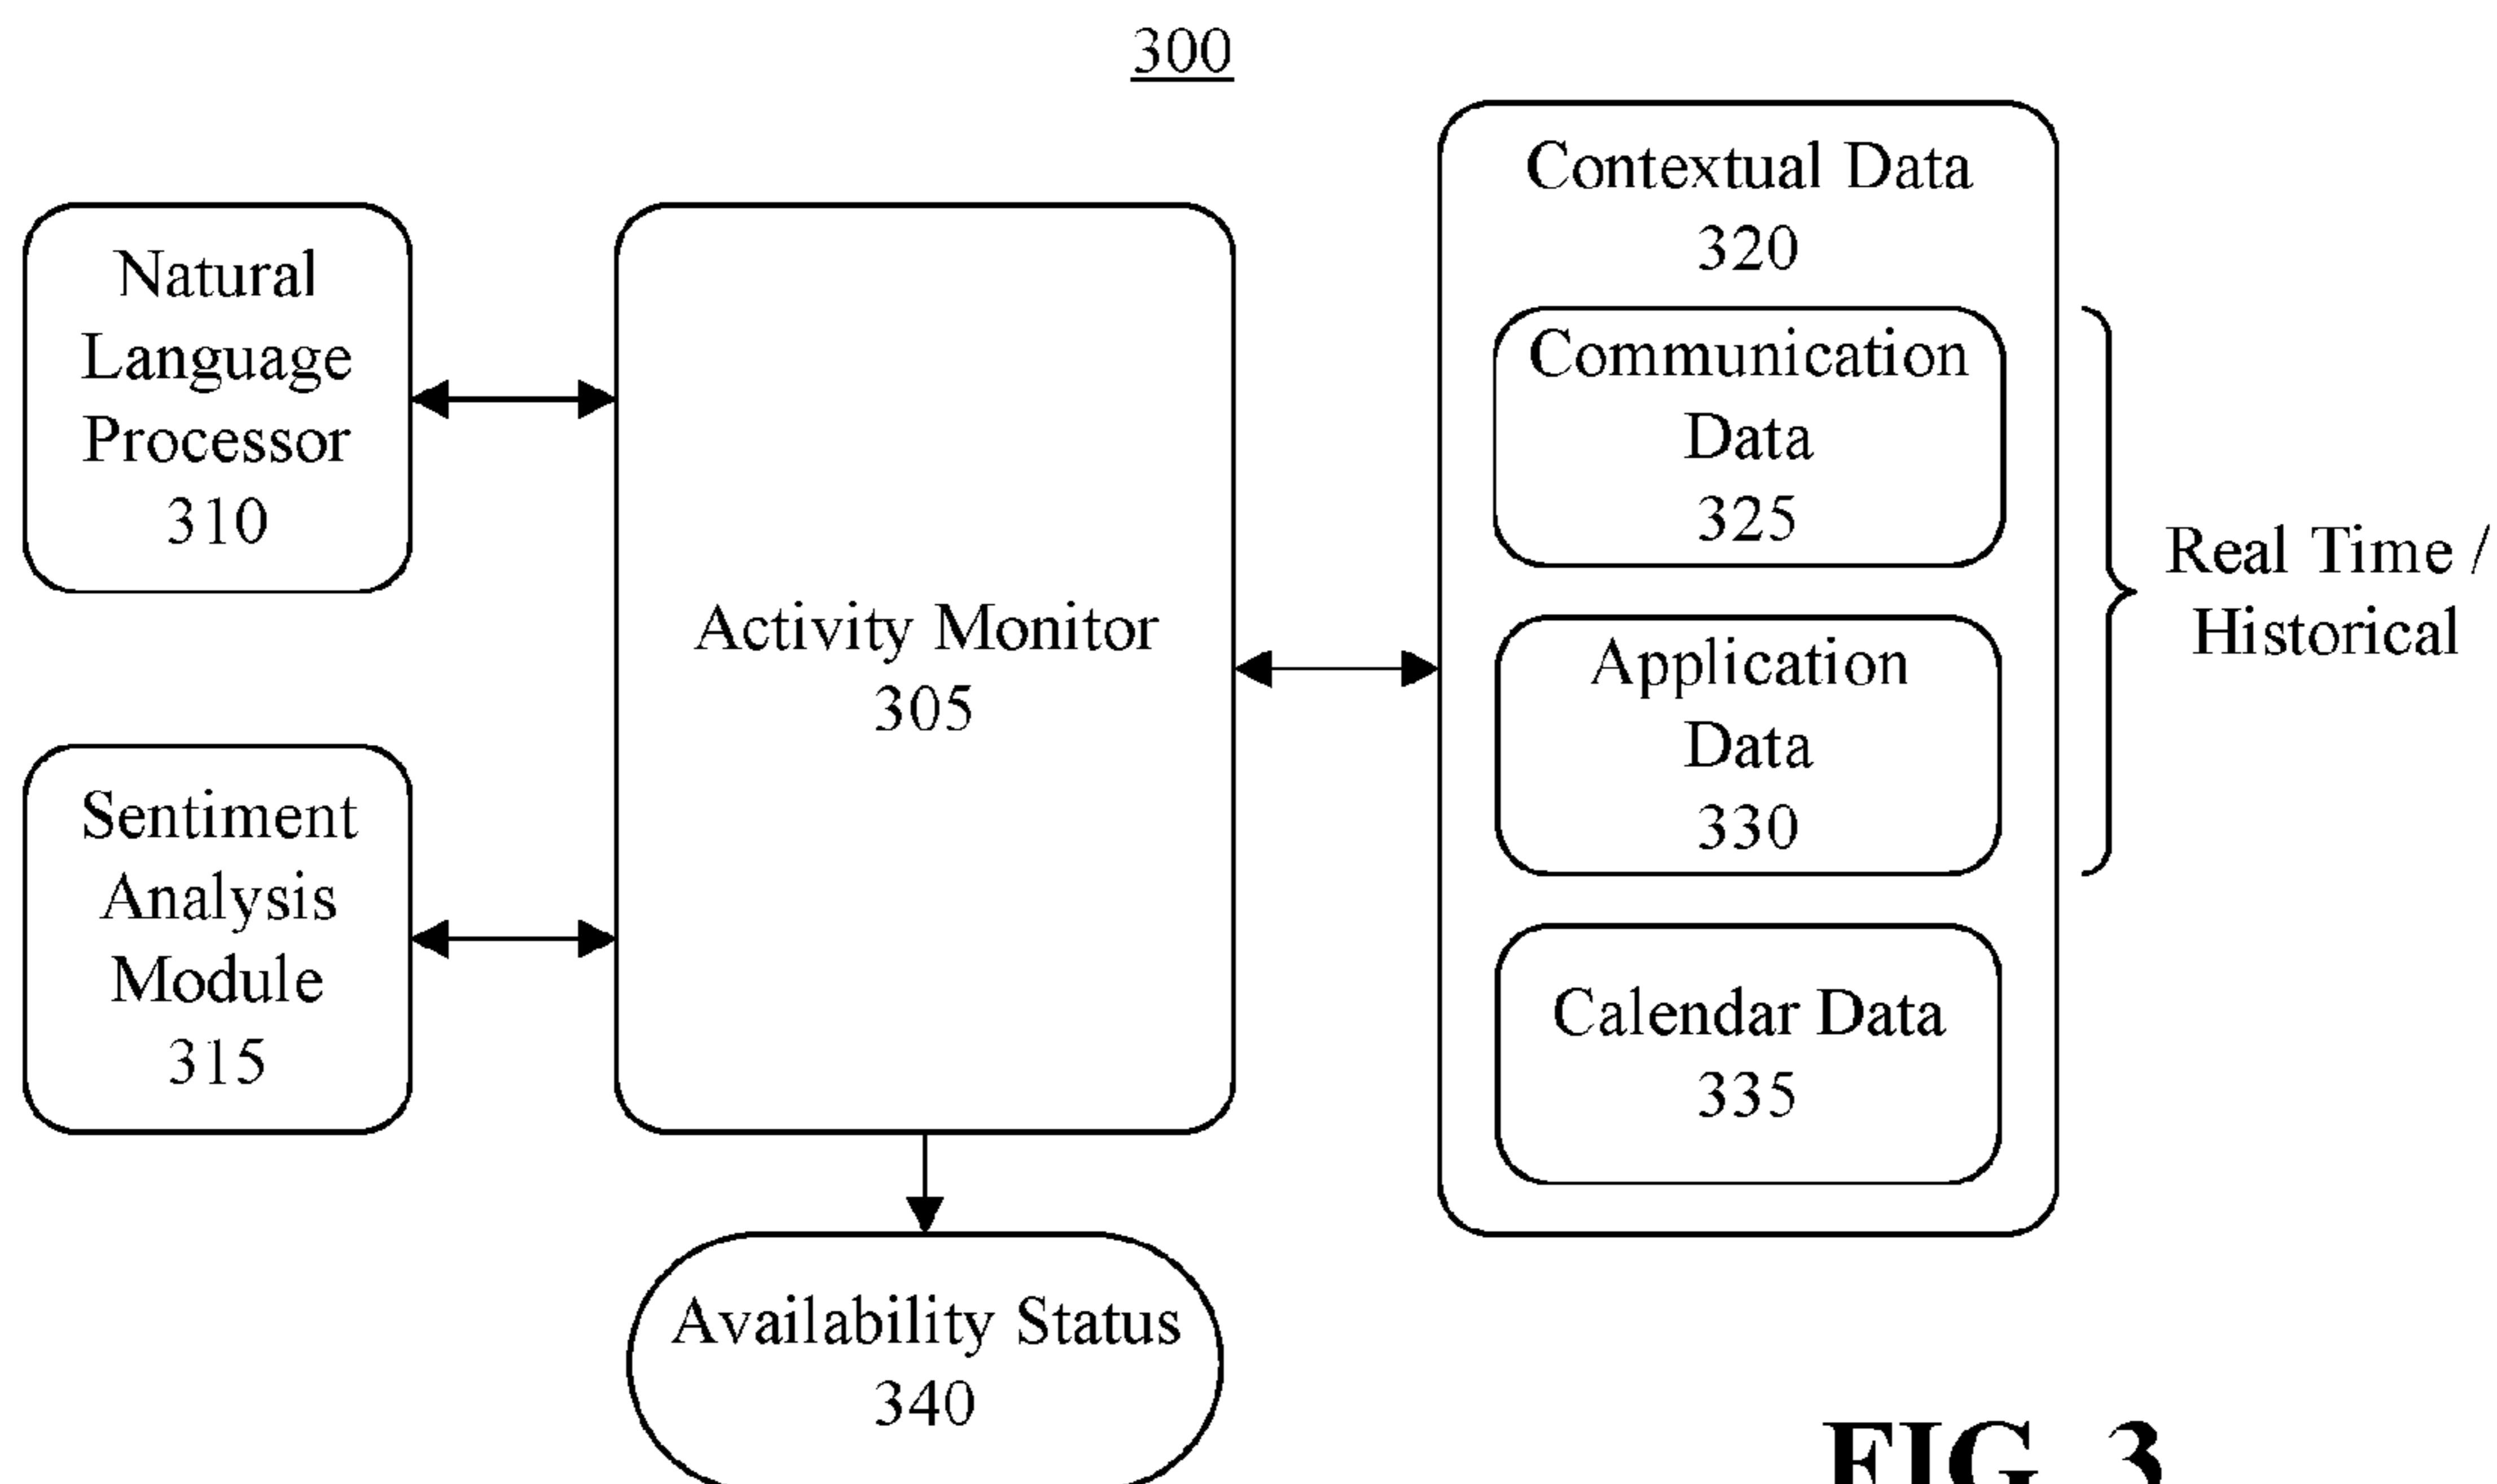 300
Natural
Language
Processor
310
Sentiment
Analysis
Module
315
Activity Monitor
305
Contextual Data
320
Communication
Data
325
Application
Data
330
Calendar Data
335
Real Time /
Historical
Availability Status
340
FIG. 3